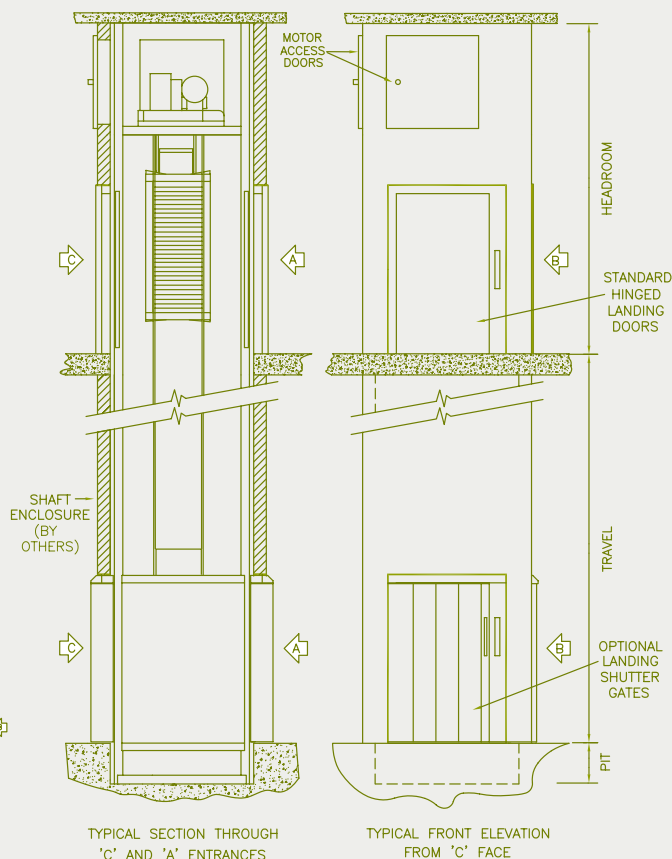 MOTOR
ACCESS
DOORS
HEADROOM
C
A
B
STANDARD
HINGED
LANDING
DOORS
SHAFT
ENCLOSURE
(BY
OTHERS)
TRAVEL
C
A
B
OPTIONAL
LANDING
SHUTTER
GATES
PIT
TYPICAL SECTION THROUGH
'C' AND 'A' ENTRANCES
TYPICAL FRONT ELEVATION
FROM 'C' FACE